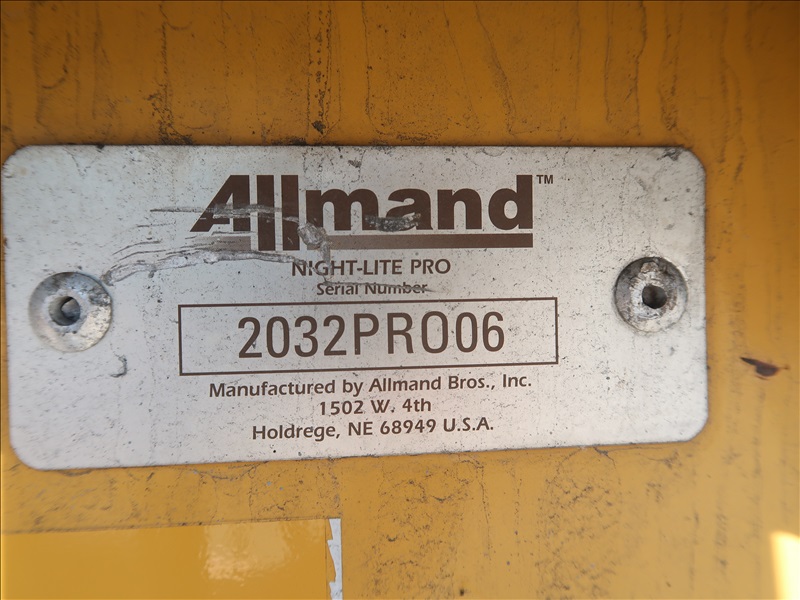 Allmand™
NIGHT-LITE PRO
Serial Number
2032PRO06
Manufactured by Allmand Bros., Inc.
1502 W. 4th
Holdrege, NE 68949 U.S.A.